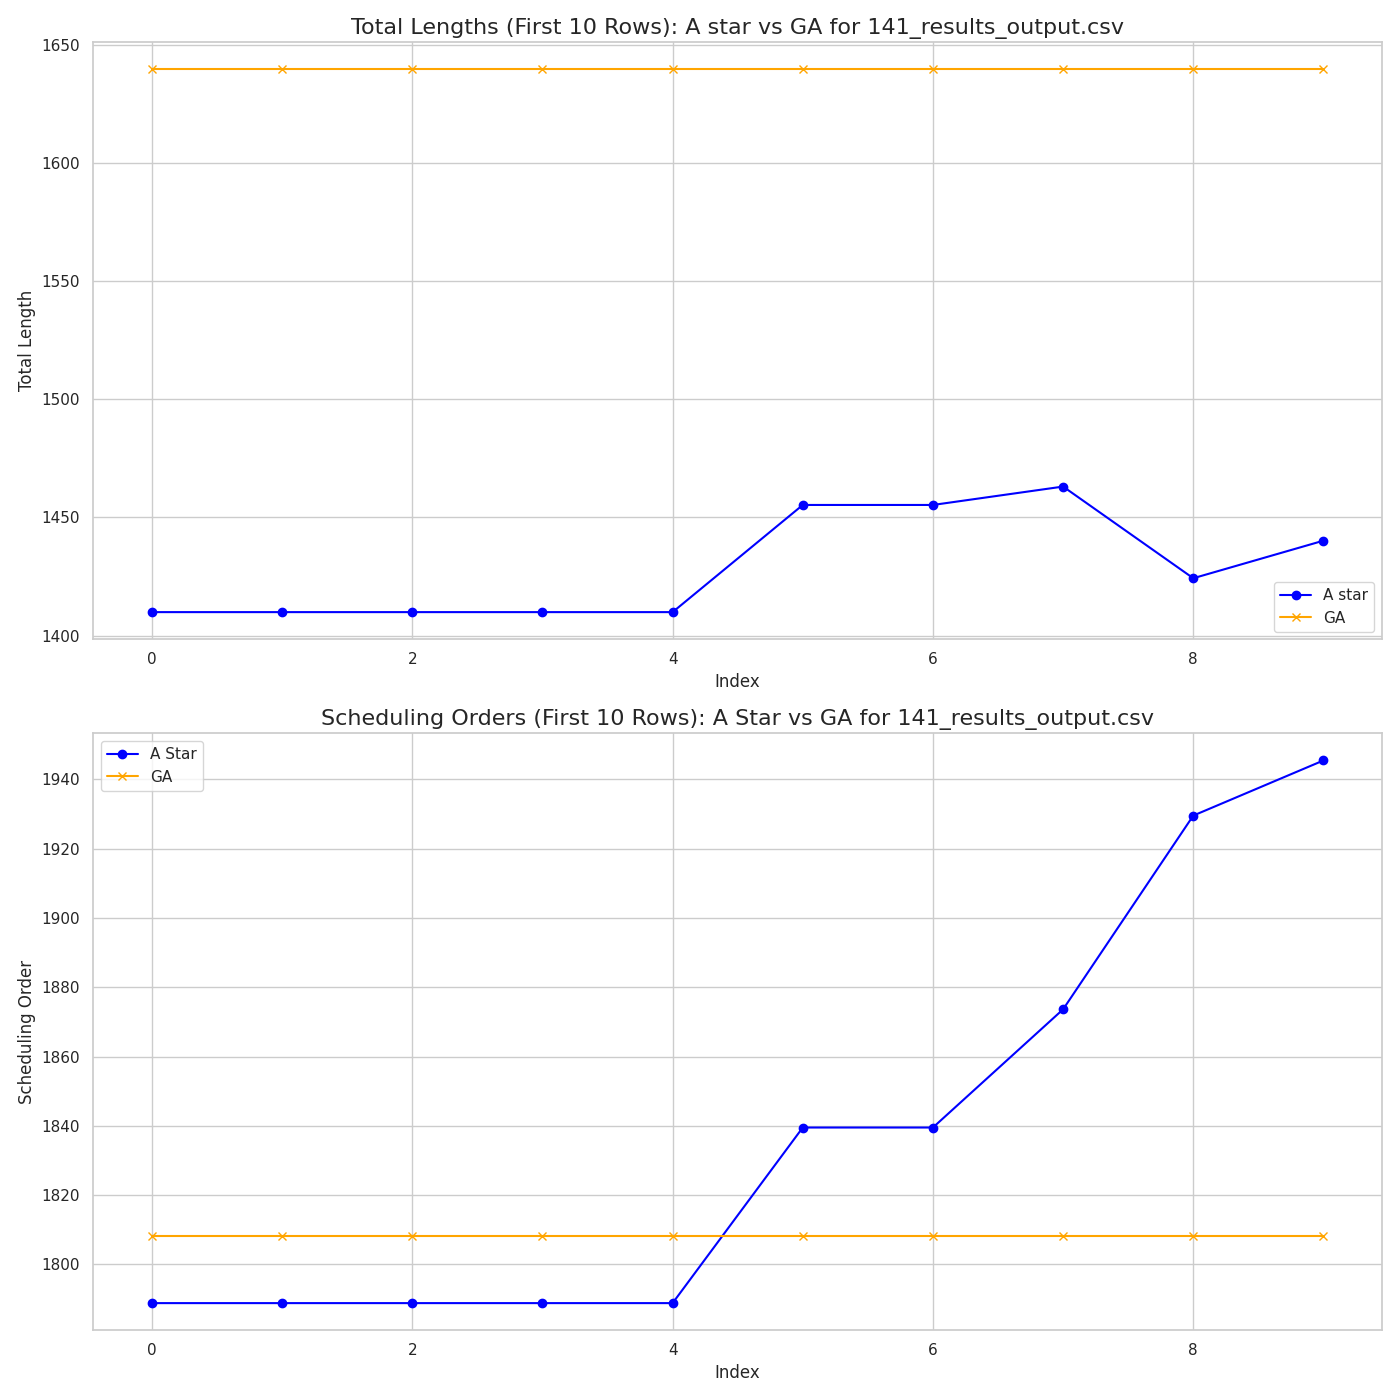 Total Lengths (First 10 Rows): A star vs GA for 141_results_output.csv
1650
1600
1550
1500
1450
1400
Total Length
A star
GA
0 2 4 6 8
Index
Scheduling Orders (First 10 Rows): A Star vs GA for 141_results_output.csv
A Star
GA
1940
1920
1900
1880
1860
1840
1820
1800
Scheduling Order
0 2 4 6 8
Index